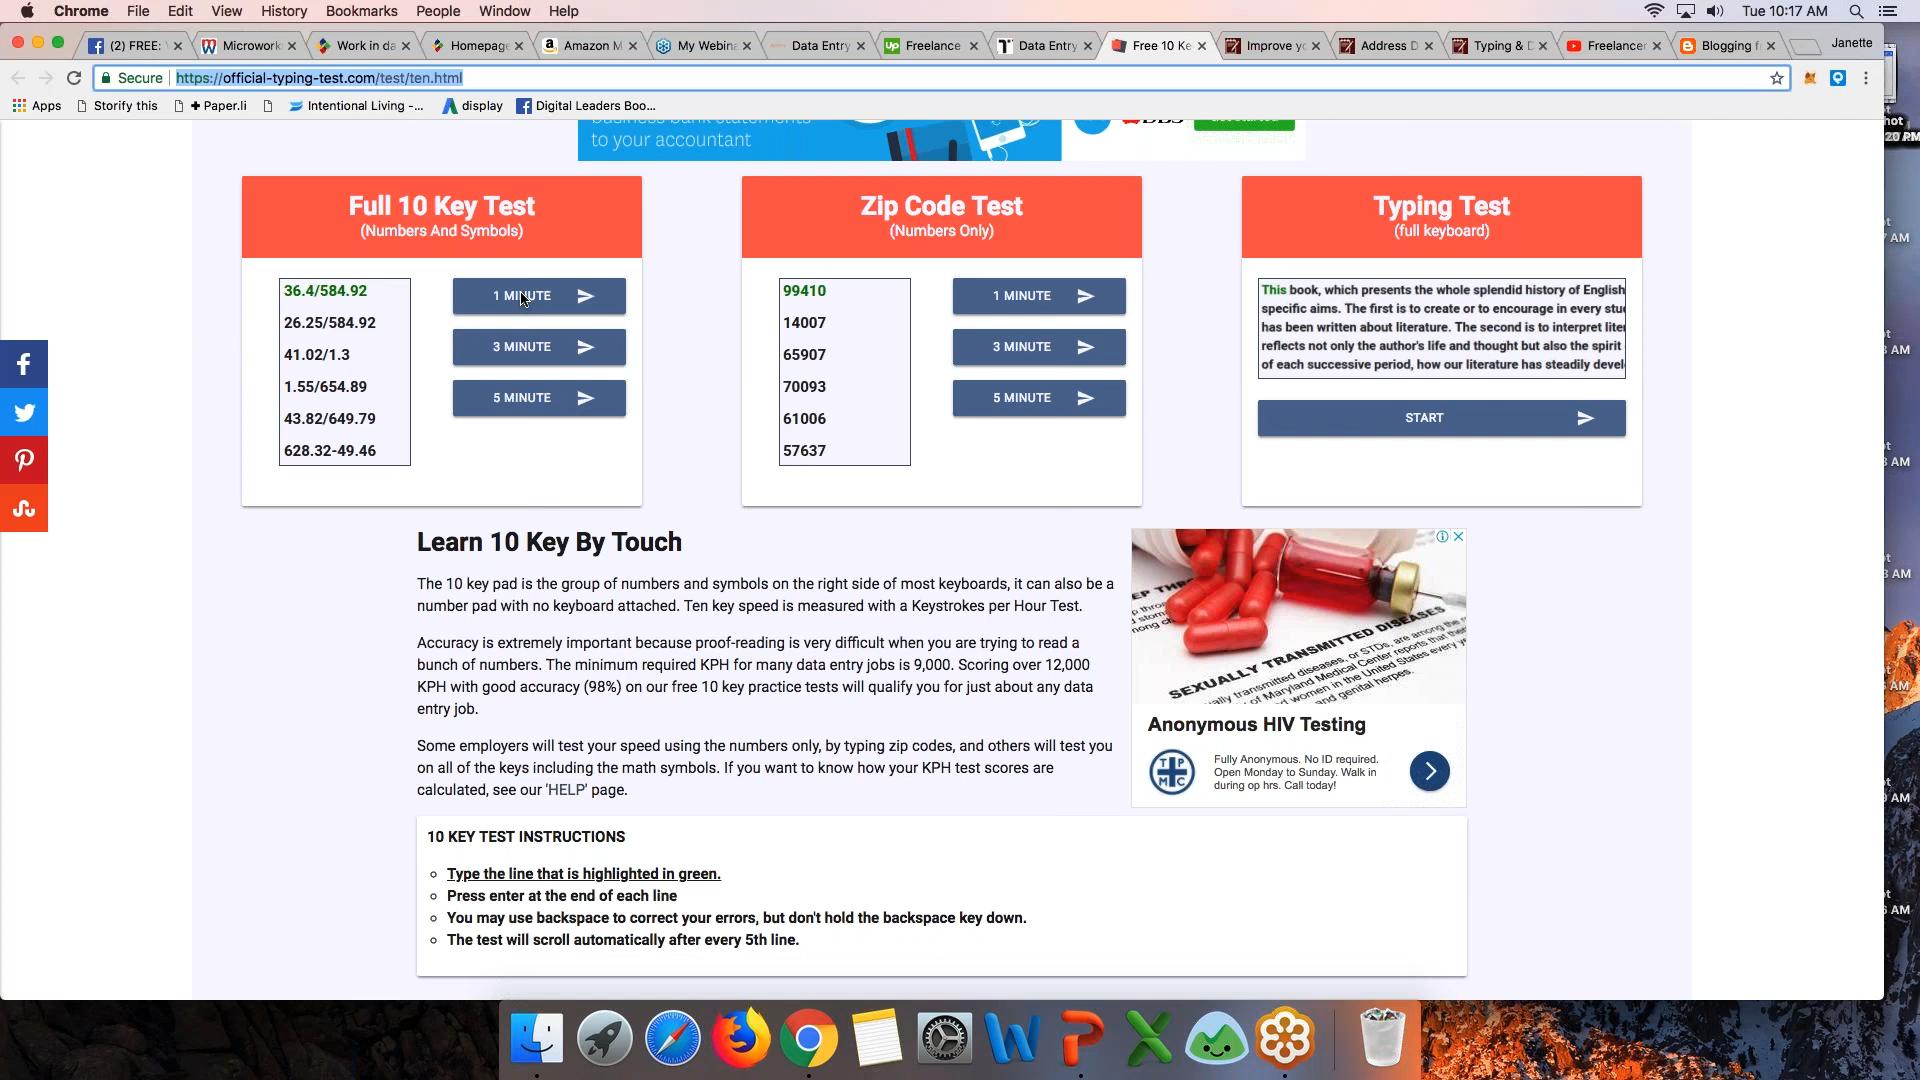 Chrome File Edit View History Bookmarks People Window Help
Tue 10:17 AM
(2) FREE:
Microwork
Work in da
Homepage
Amazon M
My Webina
Data Entry
Freelance
Data Entry
Free 10 Ke
Improve yo
Address D
Typing & D
Freelancer
Blogging f
Janette
Secure
https://official-typing-test.com/test/ten.html
Apps
Storify this
+ Paper.li
Intentional Living -...
display
Digital Leaders Boo...
to your accountant
Full 10 Key Test
(Numbers And Symbols)
36.4/584.92
26.25/584.92
41.02/1.3
1.55/654.89
43.82/649.79
628.32-49.46
1 MINUTE
3 MINUTE
5 MINUTE
Zip Code Test
(Numbers Only)
99410
14007
65907
70093
61006
57637
1 MINUTE
3 MINUTE
5 MINUTE
Typing Test
(full keyboard)
This book, which presents the whole splendid history of English
specific aims. The first is to create or to encourage in every stu
has been written about literature. The second is to interpret liter
reflects not only the author's life and thought but also the spirit
of each successive period, how our literature has steadily devel
START
Learn 10 Key By Touch
The 10 key pad is the group of numbers and symbols on the right side of most keyboards, it can also be a
number pad with no keyboard attached. Ten key speed is measured with a Keystrokes per Hour Test.
Accuracy is extremely important because proof-reading is very difficult when you are trying to read a
bunch of numbers. The minimum required KPH for many data entry jobs is 9,000. Scoring over 12,000
KPH with good accuracy (98%) on our free 10 key practice tests will qualify you for just about any data
entry job.
Some employers will test your speed using the numbers only, by typing zip codes, and others will test you
on all of the keys including the math symbols. If you want to know how your KPH test scores are
calculated, see our 'HELP' page.
SEXUALLY TRANSMITTED DISEASES
Anonymous HIV Testing
Fully Anonymous. No ID required.
Open Monday to Sunday. Walk in
during op hrs. Call today!
10 KEY TEST INSTRUCTIONS
Type the line that is highlighted in green.
Press enter at the end of each line
You may use backspace to correct your errors, but don't hold the backspace key down.
The test will scroll automatically after every 5th line.